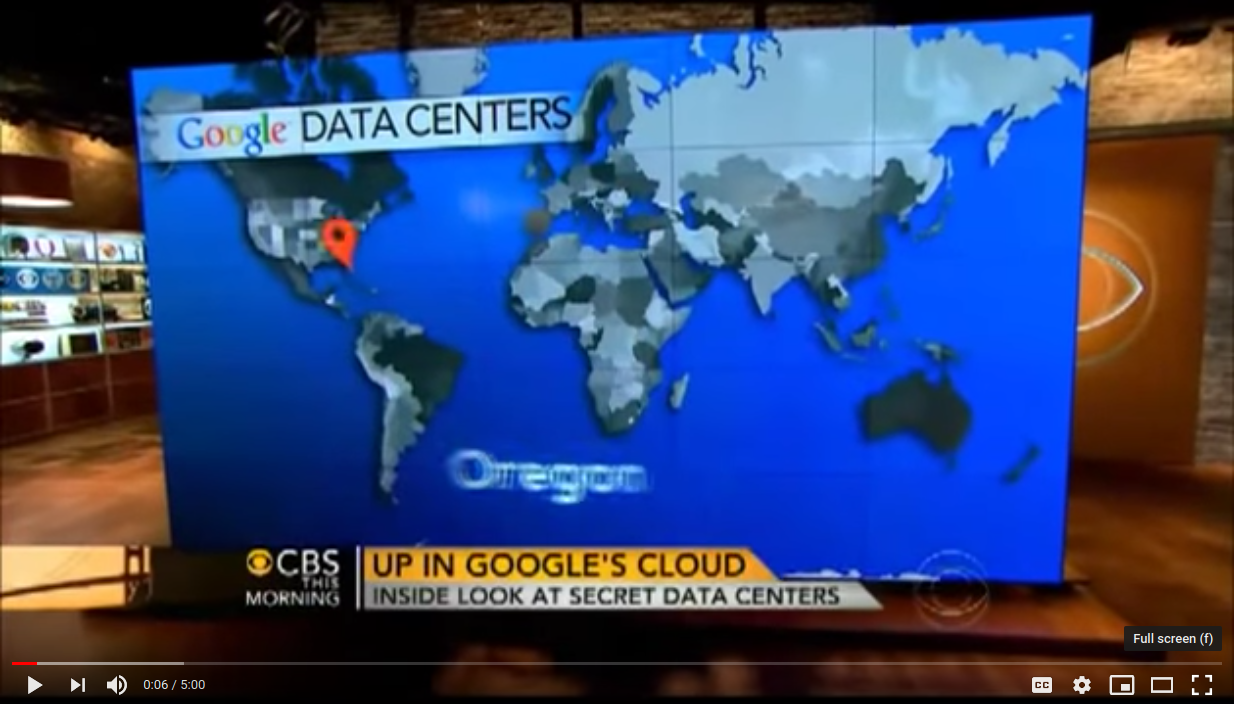 Google DATA CENTERS
Oregon
CBS
THIS
MORNING
UP IN GOOGLE'S CLOUD
INSIDE LOOK AT SECRET DATA CENTERS
Full screen (f)
0:06 / 5:00
CC